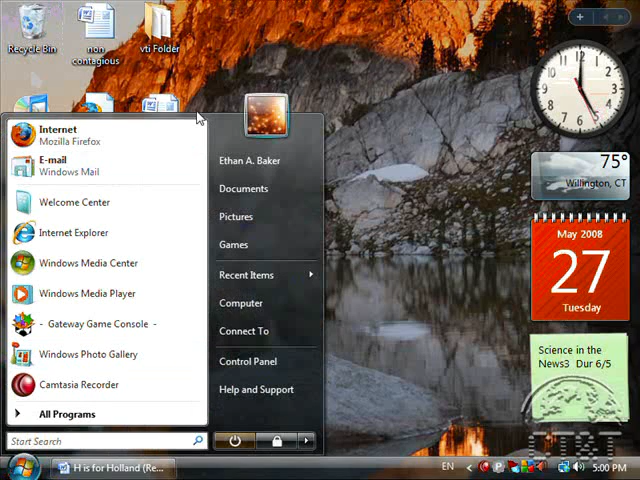 Recycle Bin
non contagious
vti Folder
Internet
Mozilla Firefox
E-mail
Windows Mail
Welcome Center
Internet Explorer
Windows Media Center
Windows Media Player
- Gateway Game Console -
Windows Photo Gallery
Camtasia Recorder
All Programs
Start Search
Ethan A. Baker
Documents
Pictures
Games
Recent Items
Computer
Connect To
Control Panel
Help and Support
12
75°
Willington, CT
May 2008
27
Tuesday
Science in the
News3 Dur 6/5
H is for Holland (Re...
EN
5:00 PM